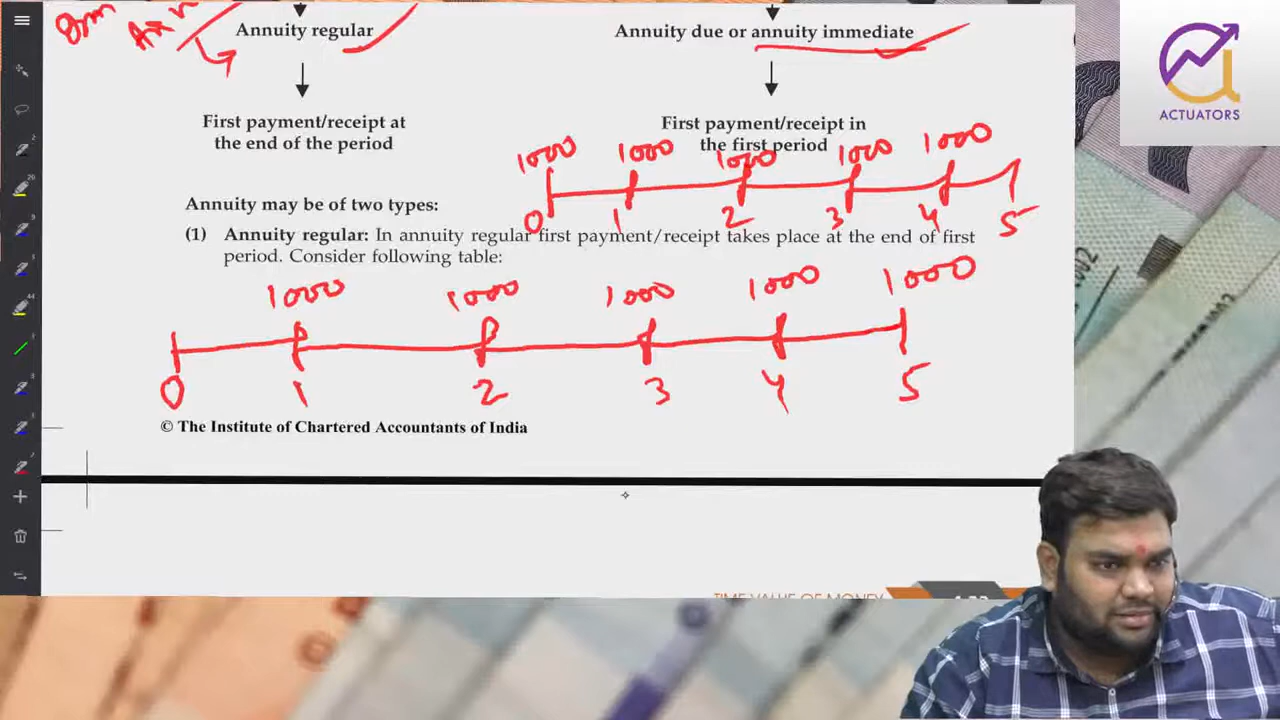 Annuity regular
Annuity due or annuity immediate
ACTUATORS
First payment/receipt at
the end of the period
First payment/receipt in
the first period
1000 1000 1000 1000 1000
0 1 2 3 4 5
Annuity may be of two types:
(1) Annuity regular: In annuity regular first payment/receipt takes place at the end of first
period. Consider following table:
1000 1000 1000 1000 1000
0 1 2 3 4 5
© The Institute of Chartered Accountants of India
TIME VALUE OF MONEY